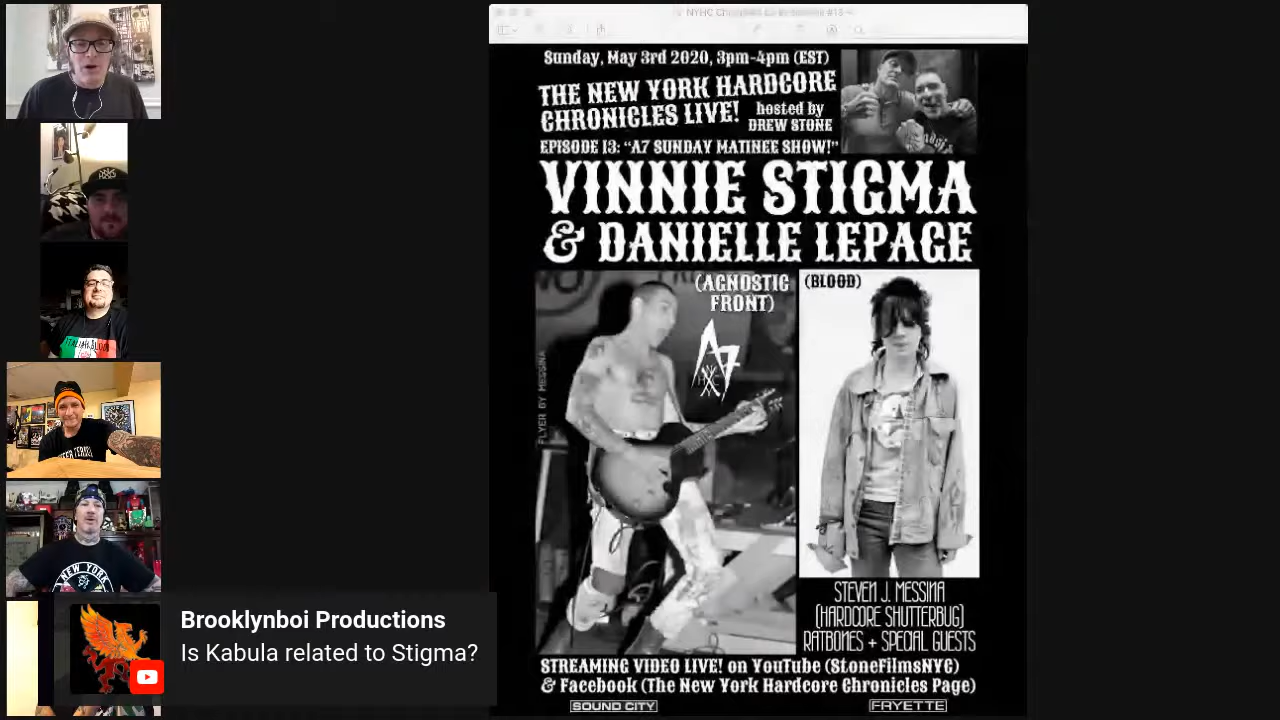 Sunday, May 3rd 2020, 3pm-4pm (EST)
THE NEW YORK HARDCORE
CHRONICLES LIVE!
hosted by
DREW STONE
EPISODE 13: "A7 SUNDAY MATINEE SHOW!"
VINNIE STIGMA
& DANIELLE LEPAGE
(AGNOSTIC
FRONT)
(BLOOD)
A7
FLYER BY MESSINA
STEVEN J. MESSINA
(HARDCORE SHUTTERBUG)
RATBONES + SPECIAL GUESTS
STREAMING VIDEO LIVE! on YouTube (StoneFilmsNYC)
& Facebook (The New York Hardcore Chronicles Page)
SOUND CITY
FRYETTE
NEW YORK
Brooklynboi Productions
Is Kabula related to Stigma?